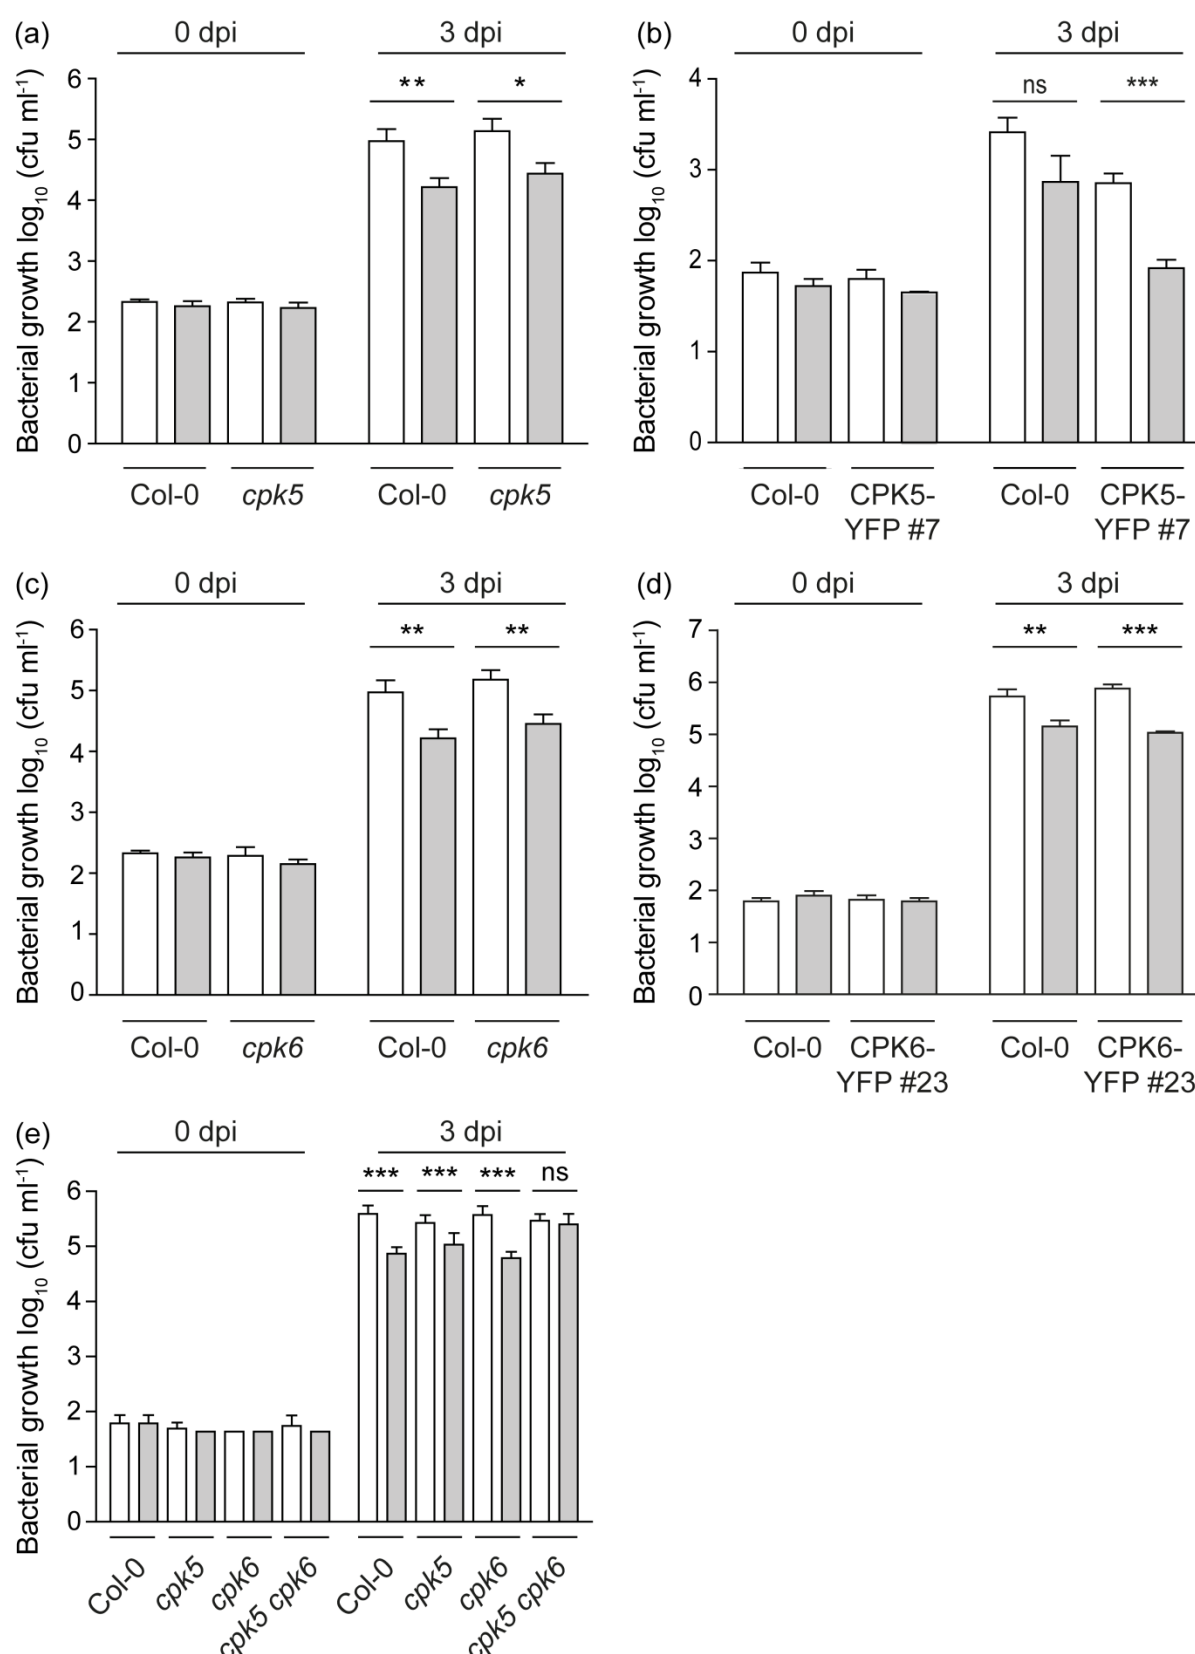 (a)
0 dpi
3 dpi
Bacterial growth log10 (cfu ml-1)
6
5
4
3
2
1
0
**
*
Col-0
cpk5
Col-0
cpk5
(b)
0 dpi
3 dpi
Bacterial growth log10 (cfu ml-1)
4
3
2
1
0
ns
***
Col-0
CPK5-
YFP #7
Col-0
CPK5-
YFP #7
(c)
0 dpi
3 dpi
Bacterial growth log10 (cfu ml-1)
6
5
4
3
2
1
0
**
**
Col-0
cpk6
Col-0
cpk6
(d)
0 dpi
3 dpi
Bacterial growth log10 (cfu ml-1)
7
6
5
4
3
2
1
0
**
***
Col-0
CPK6-
YFP #23
Col-0
CPK6-
YFP #23
(e)
0 dpi
3 dpi
Bacterial growth log10 (cfu ml-1)
6
5
4
3
2
1
0
***
***
***
ns
Col-0
cpk5
cpk6
cpk5 cpk6
Col-0
cpk5
cpk6
cpk5 cpk6